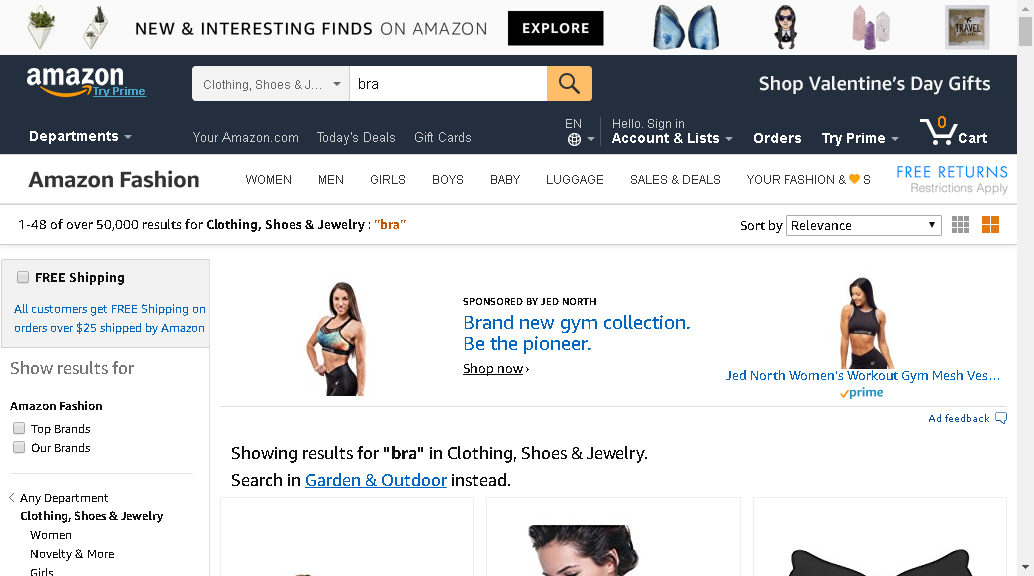 NEW & INTERESTING FINDS ON AMAZON EXPLORE
TRAVEL
amazon
Try Prime
Clothing, Shoes & J... bra
Shop Valentine's Day Gifts
Departments
Your Amazon.com Today's Deals Gift Cards
EN
Hello. Sign in
Account & Lists
Orders
Try Prime
0
Cart
Amazon Fashion
WOMEN MEN GIRLS BOYS BABY LUGGAGE SALES & DEALS YOUR FASHION & 🧡 S
FREE RETURNS
Restrictions Apply
1-48 of over 50,000 results for Clothing, Shoes & Jewelry : "bra"
Sort by Relevance
FREE Shipping
All customers get FREE Shipping on
orders over $25 shipped by Amazon
Show results for
Amazon Fashion
Top Brands
Our Brands
Any Department
Clothing, Shoes & Jewelry
Women
Novelty & More
Girls
SPONSORED BY JED NORTH
Brand new gym collection.
Be the pioneer.
Shop now ›
Jed North Women's Workout Gym Mesh Ves...
prime
Ad feedback
Showing results for "bra" in Clothing, Shoes & Jewelry.
Search in Garden & Outdoor instead.